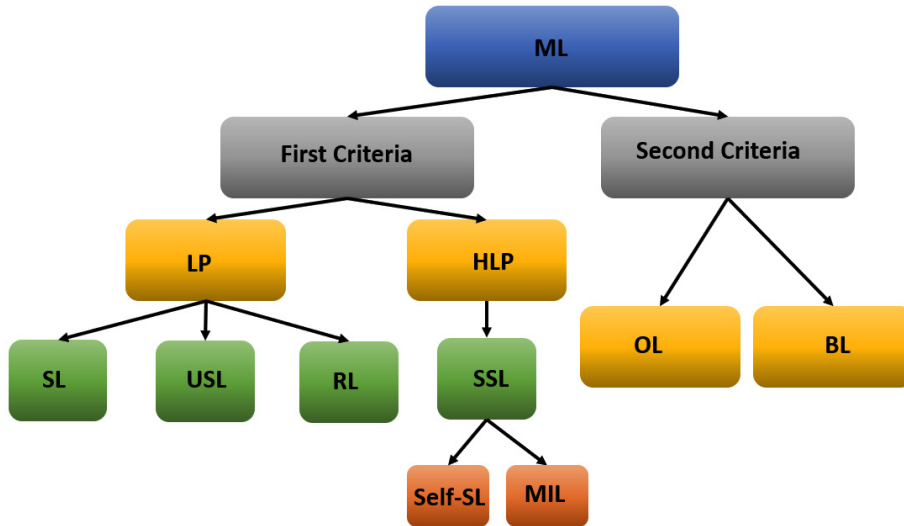 ML
First Criteria
Second Criteria
LP
HLP
OL
BL
SL
USL
RL
SSL
Self-SL
MIL